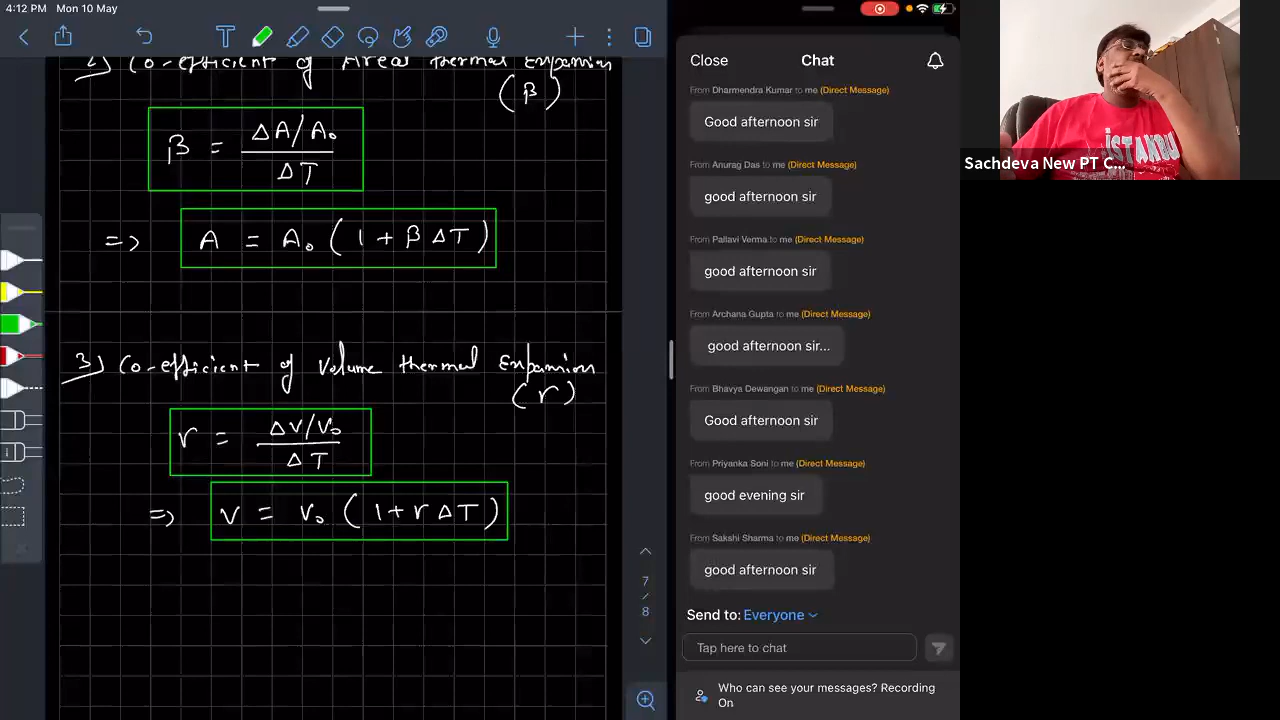 4:12 PM Mon 10 May
2) Co-efficient of Areal thermal Expansion
(β)
β = ΔA/A₀ / ΔT
=> A = A₀ (1 + β ΔT)
3) Co-efficient of Volume thermal Expansion
(γ)
γ = ΔV/V₀ / ΔT
=> V = V₀ (1 + γ ΔT)
7
/
8
Close Chat
From Dharmendra Kumar to me (Direct Message)
Good afternoon sir
From Anurag Das to me (Direct Message)
good afternoon sir
From Pallavi Verma to me (Direct Message)
good afternoon sir
From Archana Gupta to me (Direct Message)
good afternoon sir...
From Bhavya Dewangan to me (Direct Message)
Good afternoon sir
From Priyanka Soni to me (Direct Message)
good evening sir
From Sakshi Sharma to me (Direct Message)
good afternoon sir
Send to: Everyone
Tap here to chat
Who can see your messages? Recording
On
İSTANBUL
Sachdeva New PT C...